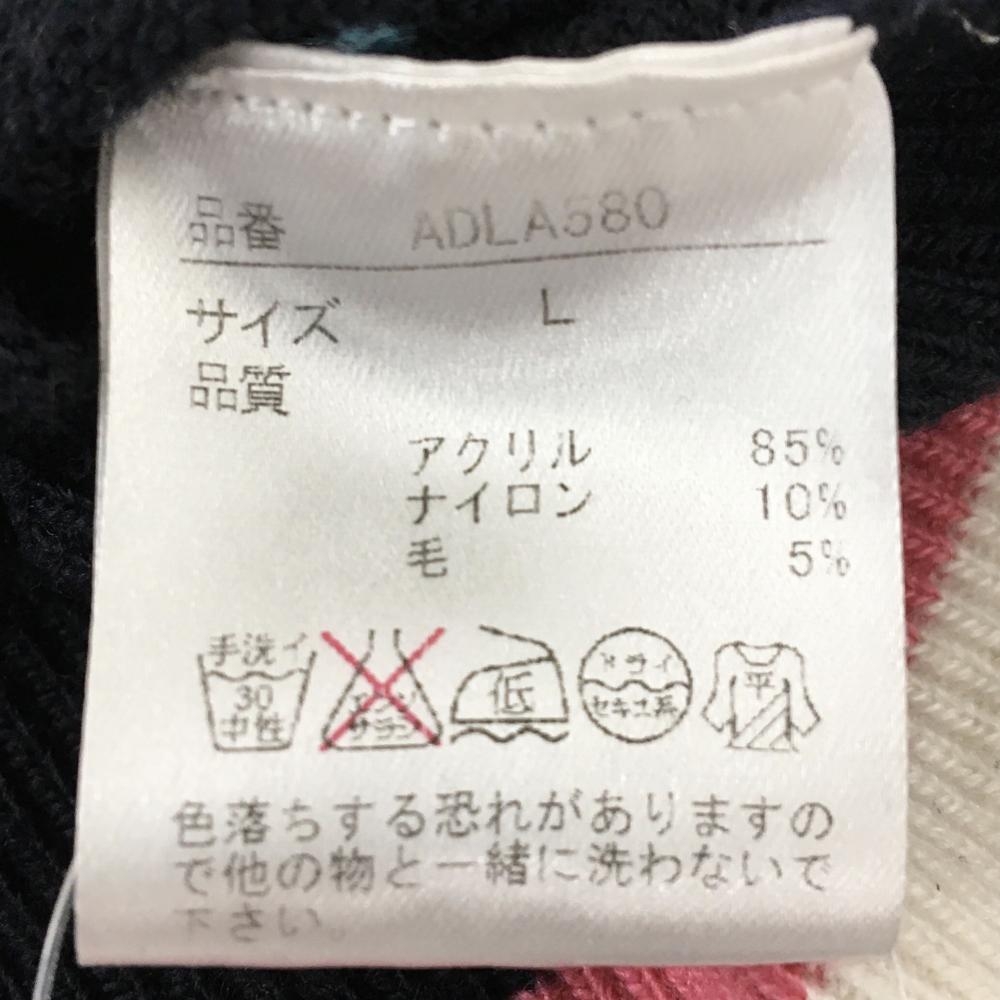 品番 ADLA580
サイズ L
品質
アクリル 85%
ナイロン 10%
毛 5%
手洗イ
30
中性
エンソ
サラシ
低
ドライ
セキユ系
平
色落ちする恐れがありますの
で他の物と一緒に洗わないで
下さい。